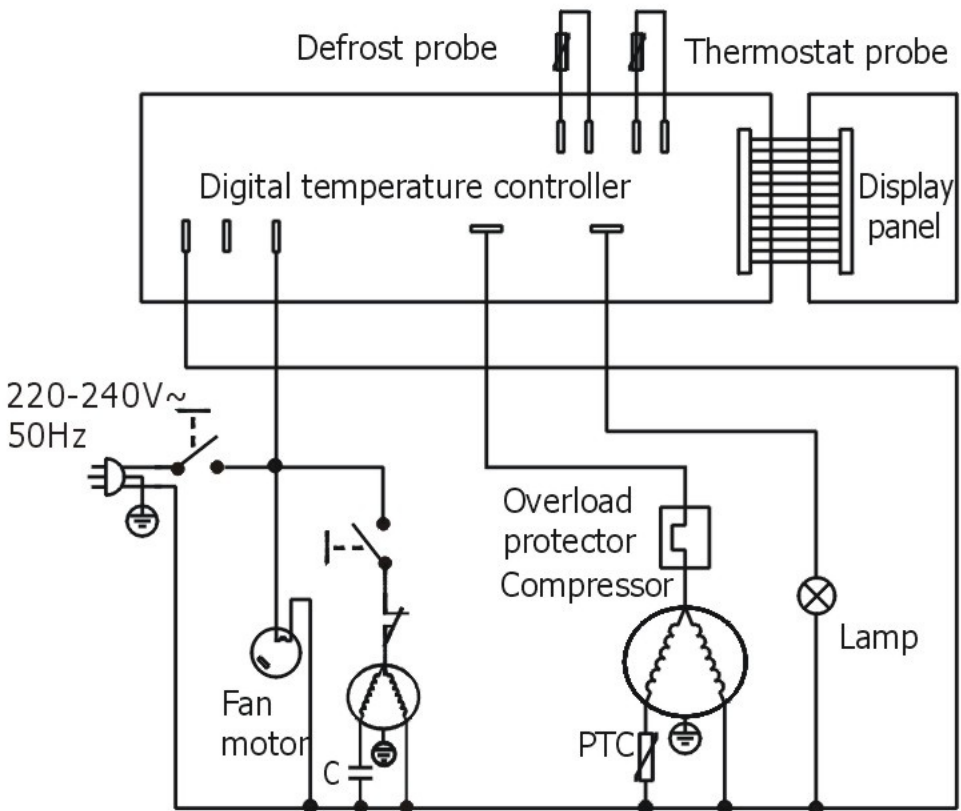 Defrost probe
Thermostat probe
Digital temperature controller
Display
panel
220-240V~
50Hz
Overload
protector
Compressor
Lamp
Fan
motor
C
PTC